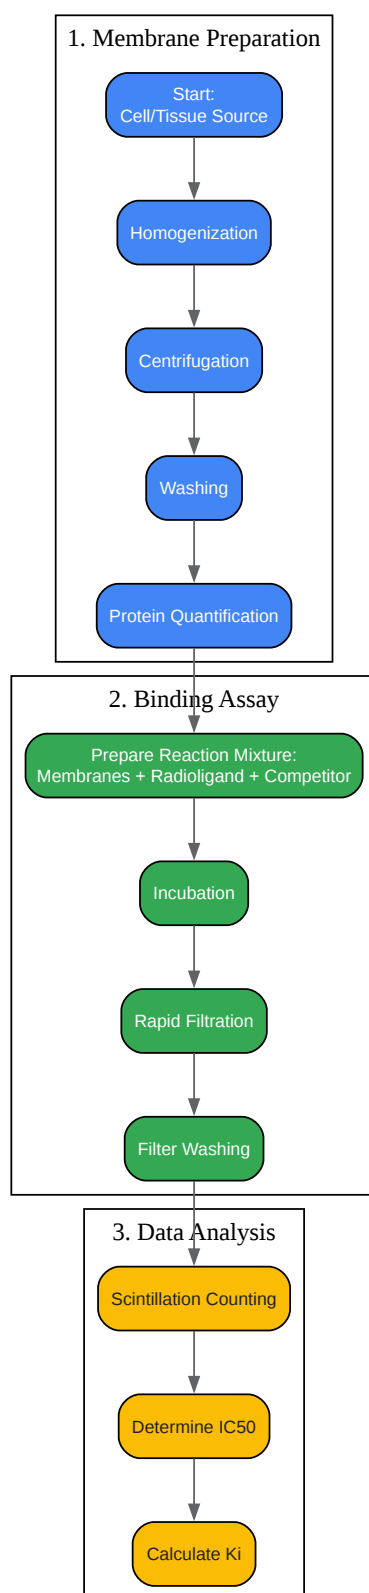 1. Membrane Preparation
Start:
Cell/Tissue Source
Homogenization
Centrifugation
Washing
Protein Quantification
2. Binding Assay
Prepare Reaction Mixture:
Membranes + Radioligand + Competitor
Incubation
Rapid Filtration
Filter Washing
3. Data Analysis
Scintillation Counting
Determine IC50
Calculate Ki